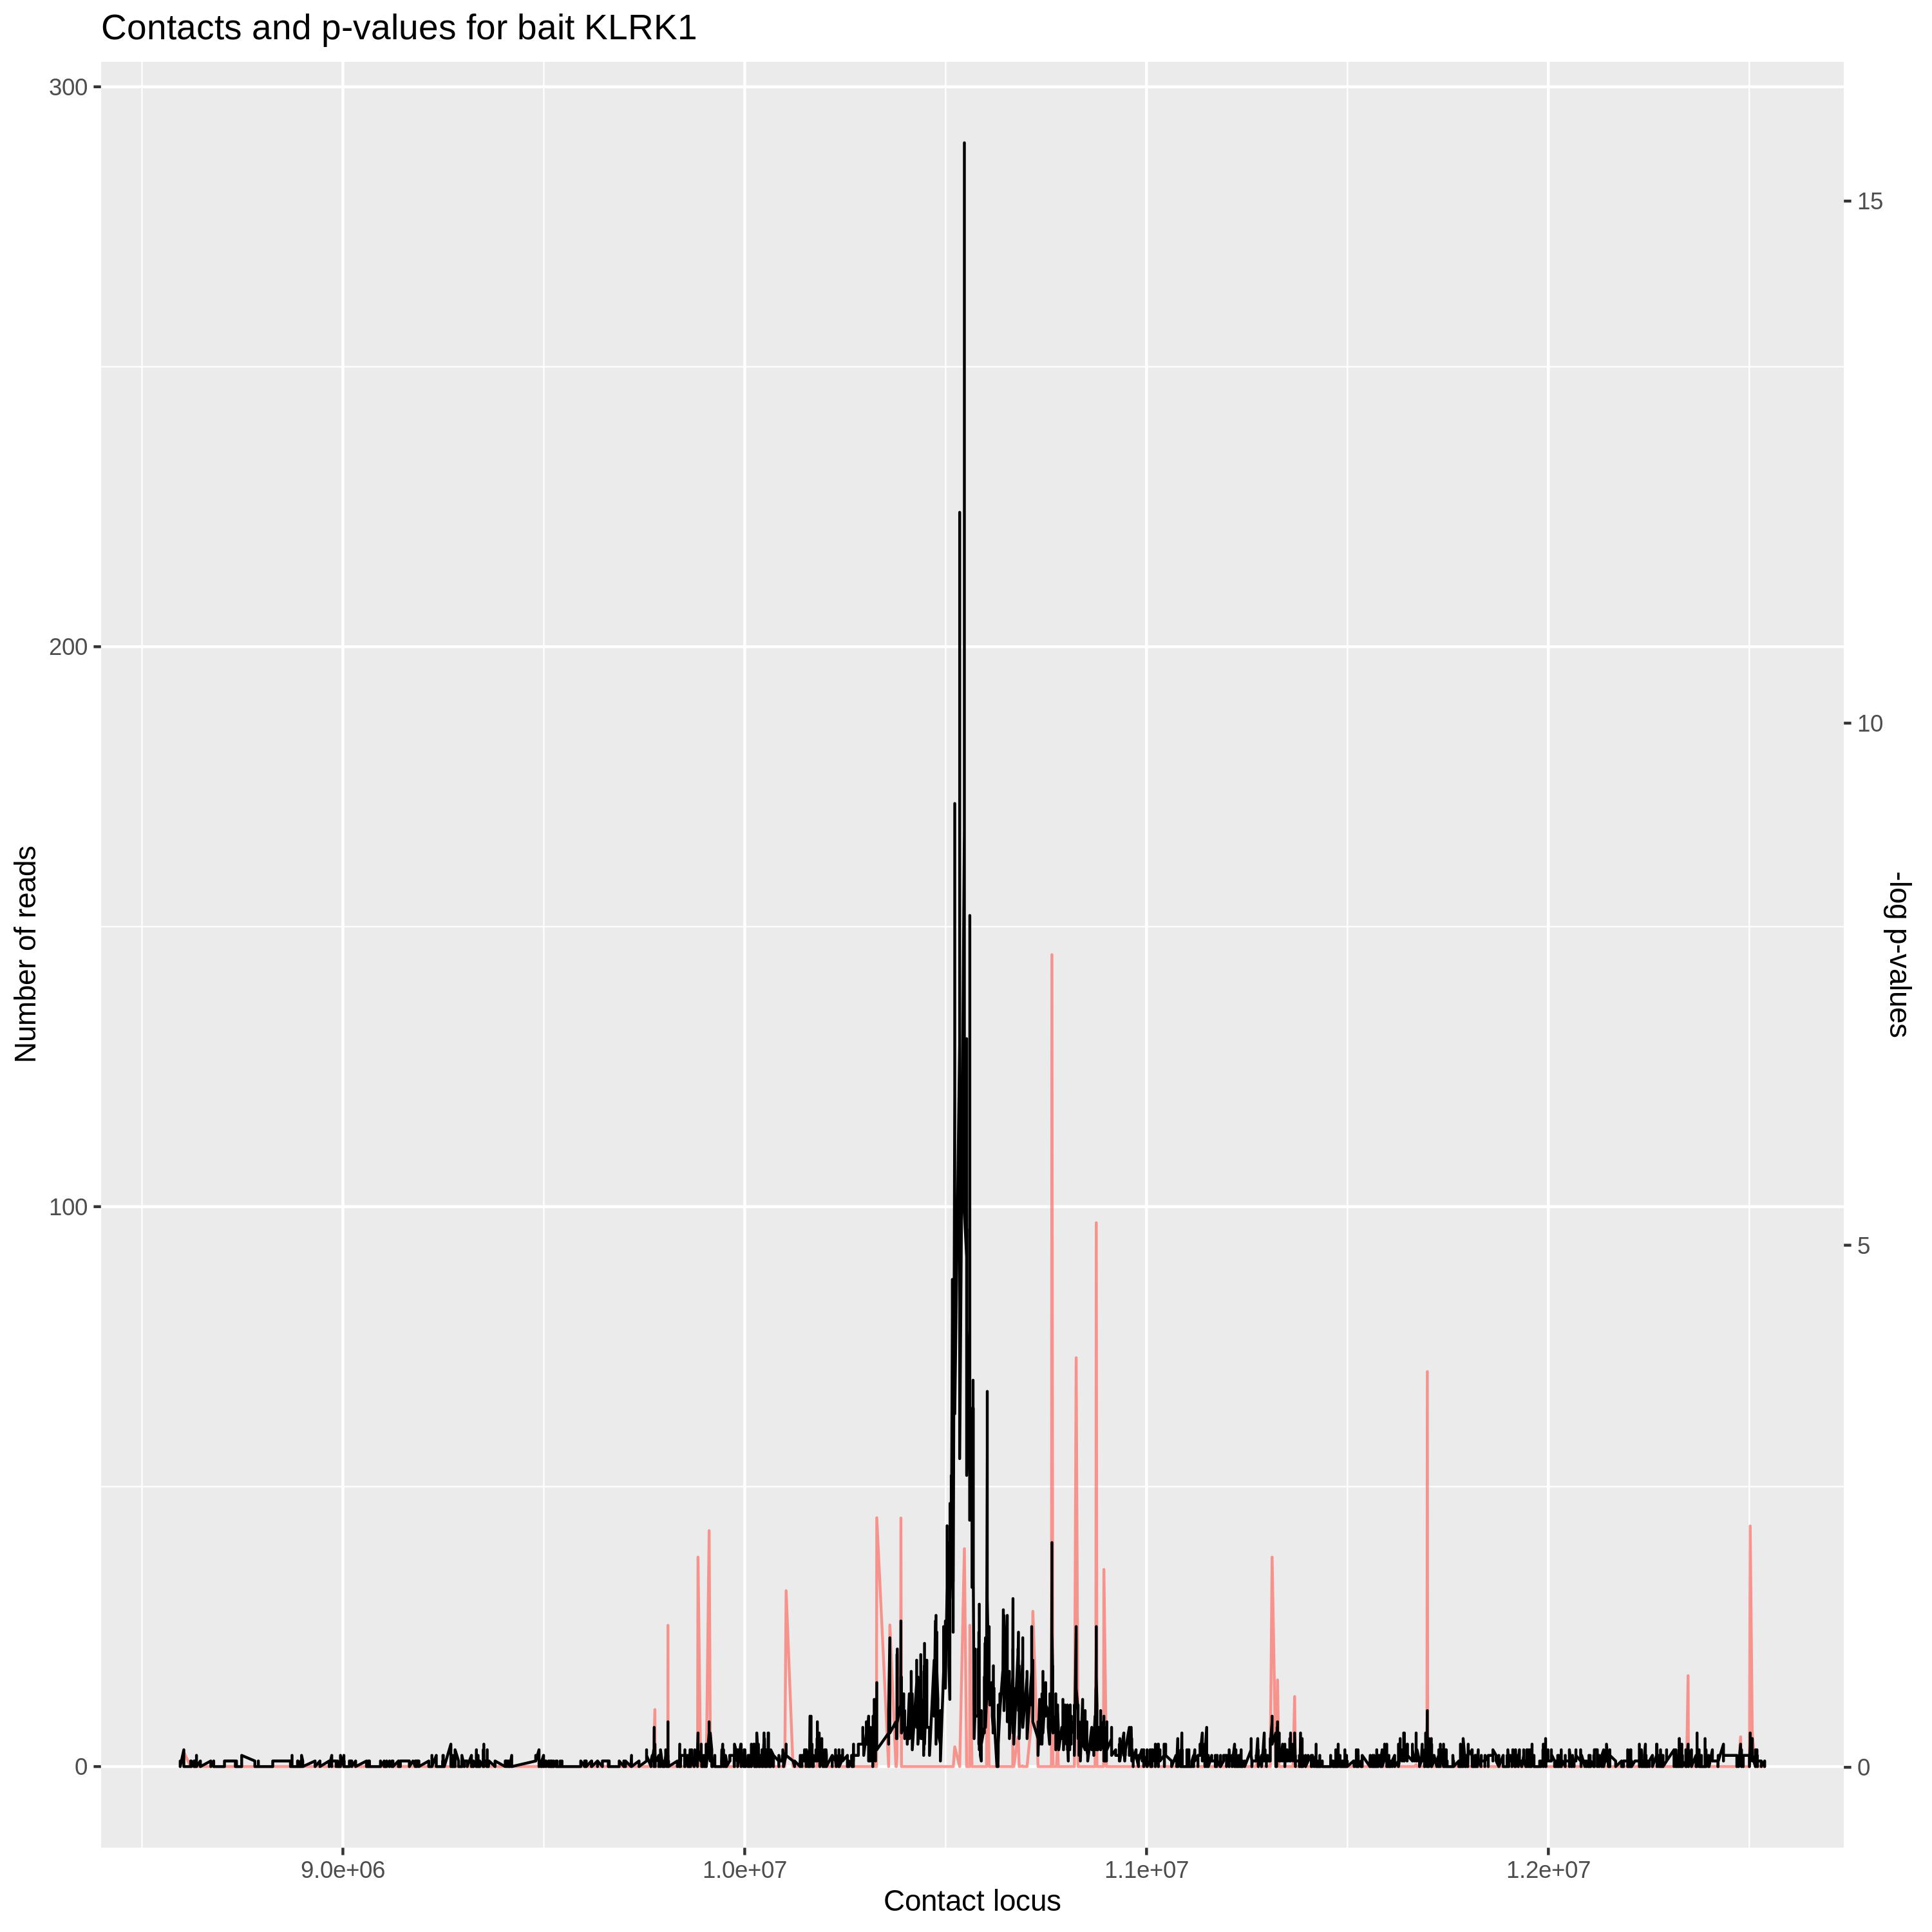 Contacts and p-values for bait KLRK1
300
200
100
0
Number of reads
15
10
5
0
-log p-values
9.0e+06
1.0e+07
1.1e+07
1.2e+07
Contact locus